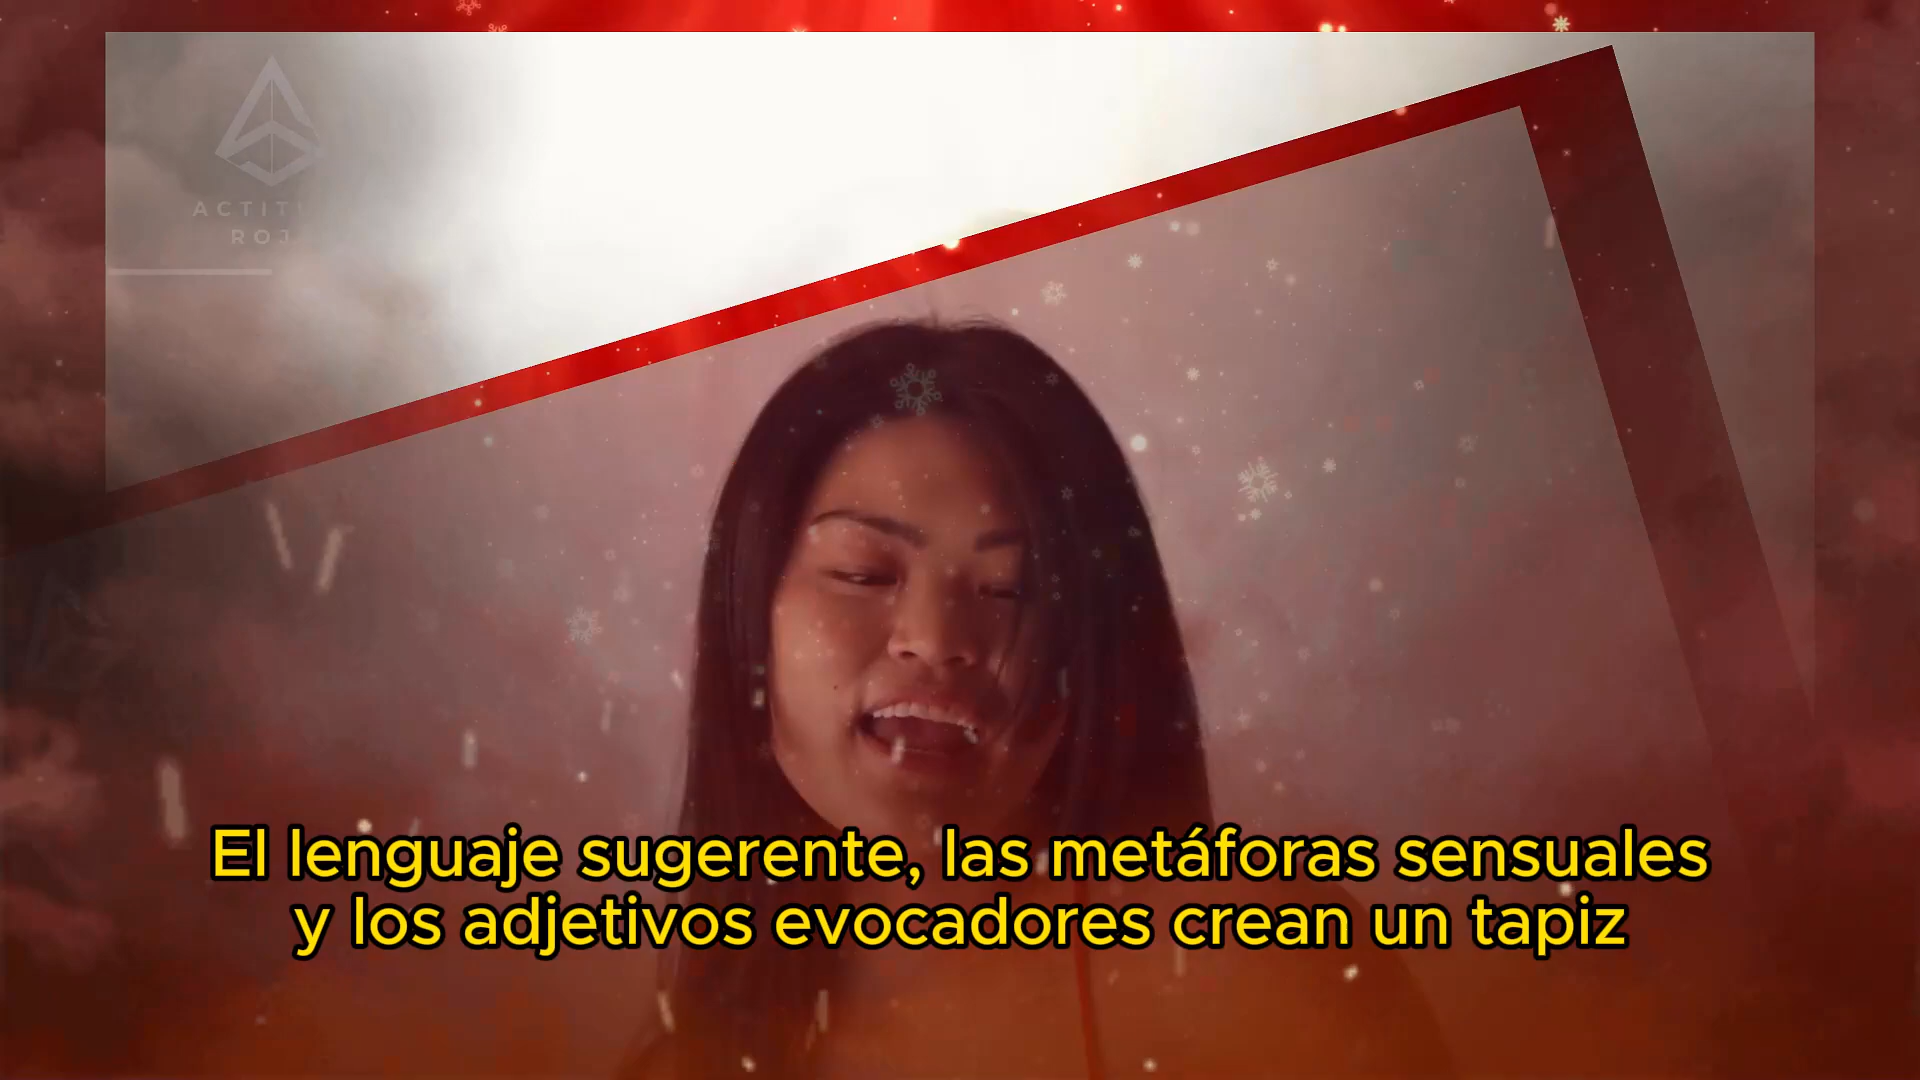 El lenguaje sugerente, las metáforas sensuales
y los adjetivos evocadores crean un tapiz